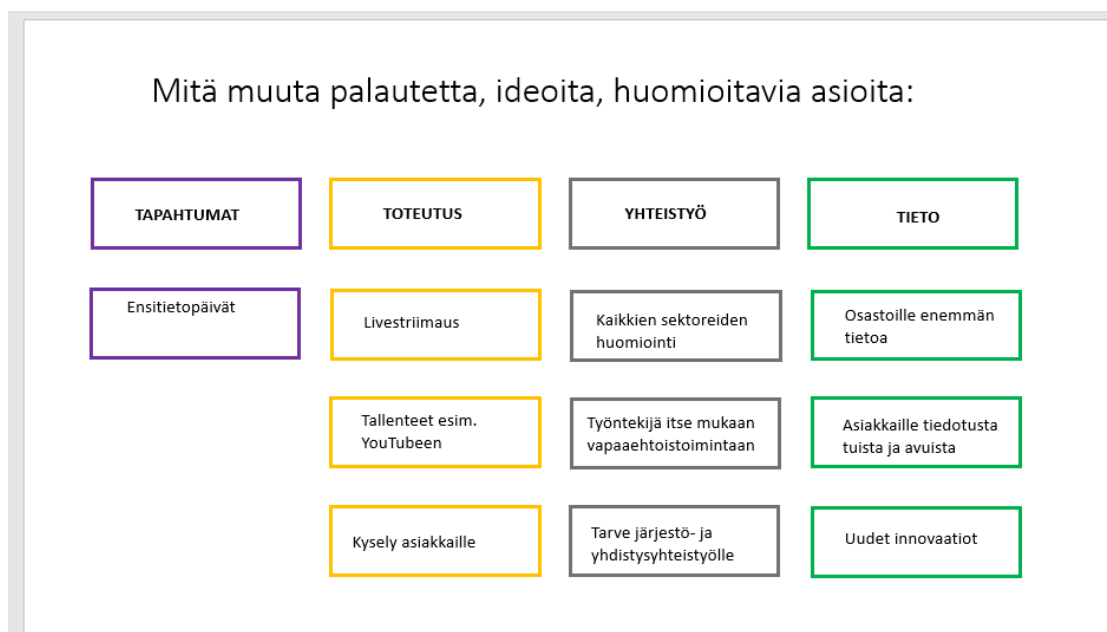 Mitä muuta palautetta, ideoita, huomioitavia asioita:
TAPAHTUMAT
Ensitietopäivät
TOTEUTUS
Livestriimaus
Tallenteet esim.
YouTubeen
Kysely asiakkaille
YHTEISTYÖ
Kaikkien sektoreiden
huomiointi
Työntekijä itse mukaan
vapaaehtoistoimintaan
Tarve järjestö- ja
yhdistysyhteistyölle
TIETO
Osastoille enemmän
tietoa
Asiakkaille tiedotusta
tuista ja avuista
Uudet innovaatiot